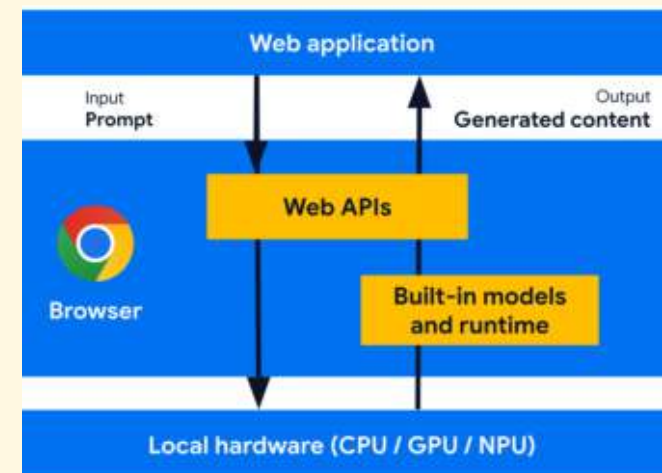 Web application
Input
Prompt
Output
Generated content
Web APIs
Browser
Built-in models
and runtime
Local hardware (CPU / GPU / NPU)